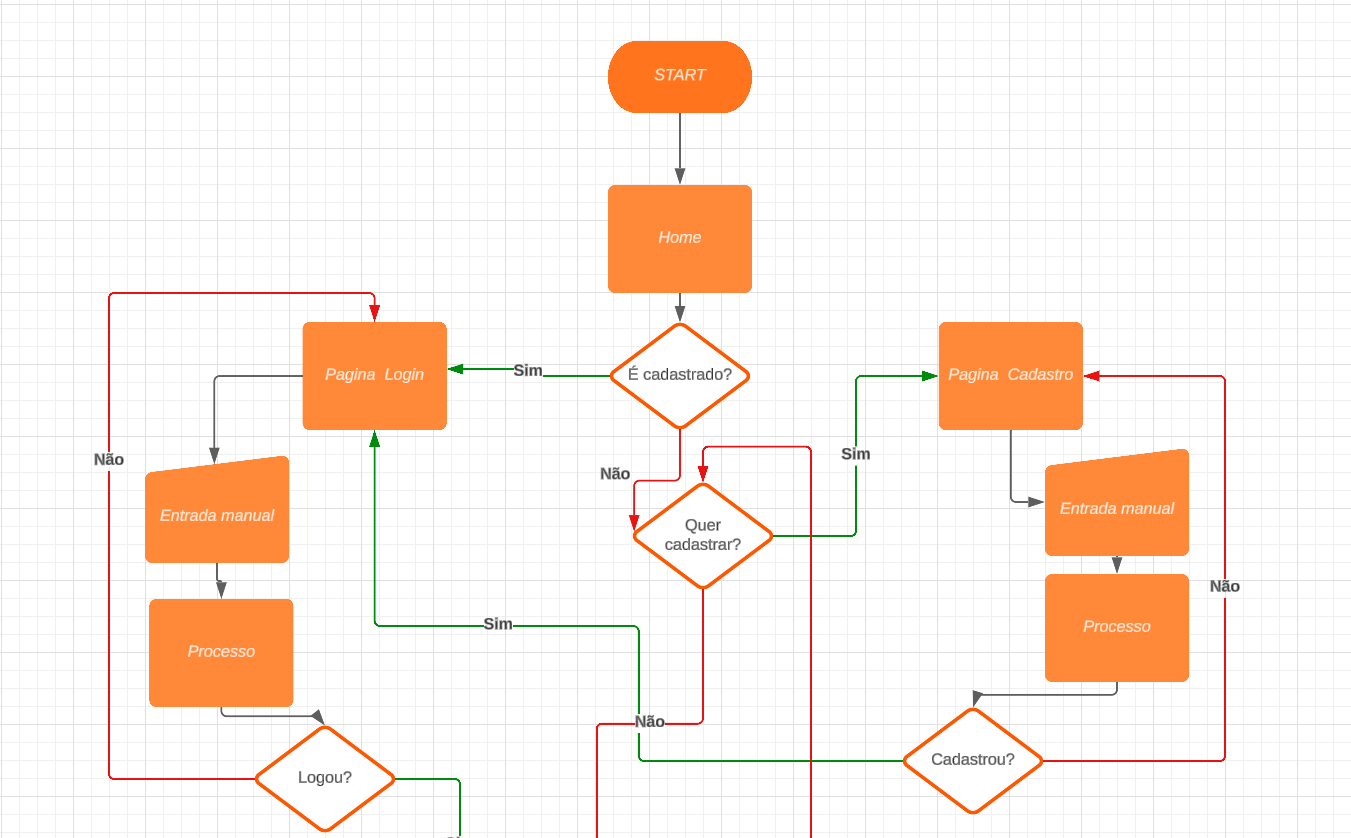 START
Home
É cadastrado?
Sim
Pagina  Login
Pagina  Cadastro
Não
Não
Sim
Quer
cadastrar?
Entrada manual
Entrada manual
Não
Sim
Processo
Processo
Não
Logou?
Cadastrou?